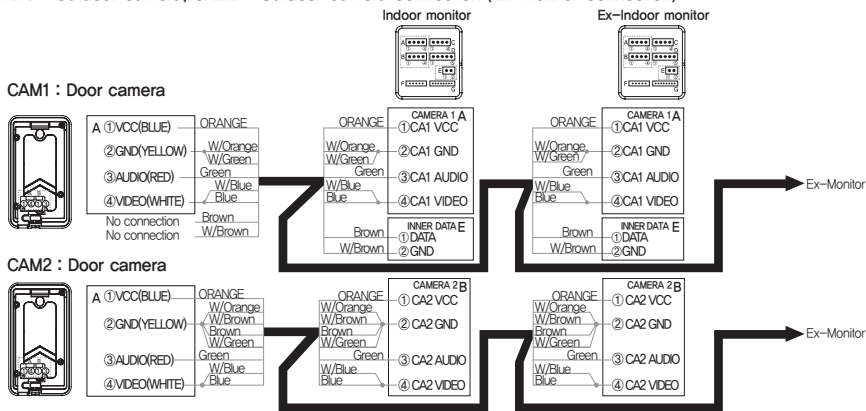 Indoor monitor
Ex-Indoor monitor
CAM1 : Door camera
A ①VCC(BLUE)
②GND(YELLOW)
③AUDIO(RED)
④VIDEO(WHITE)
No connection
No connection
ORANGE
W/Orange
W/Green
Green
W/Blue
Blue
Brown
W/Brown
ORANGE
W/Orange
W/Green
Green
W/Blue
Blue
Brown
W/Brown
CAMERA 1 A
①CA1 VCC
②CA1 GND
③CA1 AUDIO
④CA1 VIDEO
INNER DATA E
①DATA
②GND
ORANGE
W/Orange
W/Green
Green
W/Blue
Blue
Brown
W/Brown
CAMERA 1 A
①CA1 VCC
②CA1 GND
③CA1 AUDIO
④CA1 VIDEO
INNER DATA E
①DATA
②GND
Ex-Monitor
CAM2 : Door camera
A ①VCC(BLUE)
②GND(YELLOW)
③AUDIO(RED)
④VIDEO(WHITE)
ORANGE
W/Orange
W/Brown
Brown
W/Green
Green
W/Blue
Blue
ORANGE
W/Orange
W/Brown
Brown
W/Green
Green
W/Blue
Blue
CAMERA 2 B
① CA2 VCC
② CA2 GND
③ CA2 AUDIO
④ CA2 VIDEO
ORANGE
W/Orange
W/Brown
Brown
W/Green
Green
W/Blue
Blue
CAMERA 2 B
① CA2 VCC
② CA2 GND
③ CA2 AUDIO
④ CA2 VIDEO
Ex-Monitor